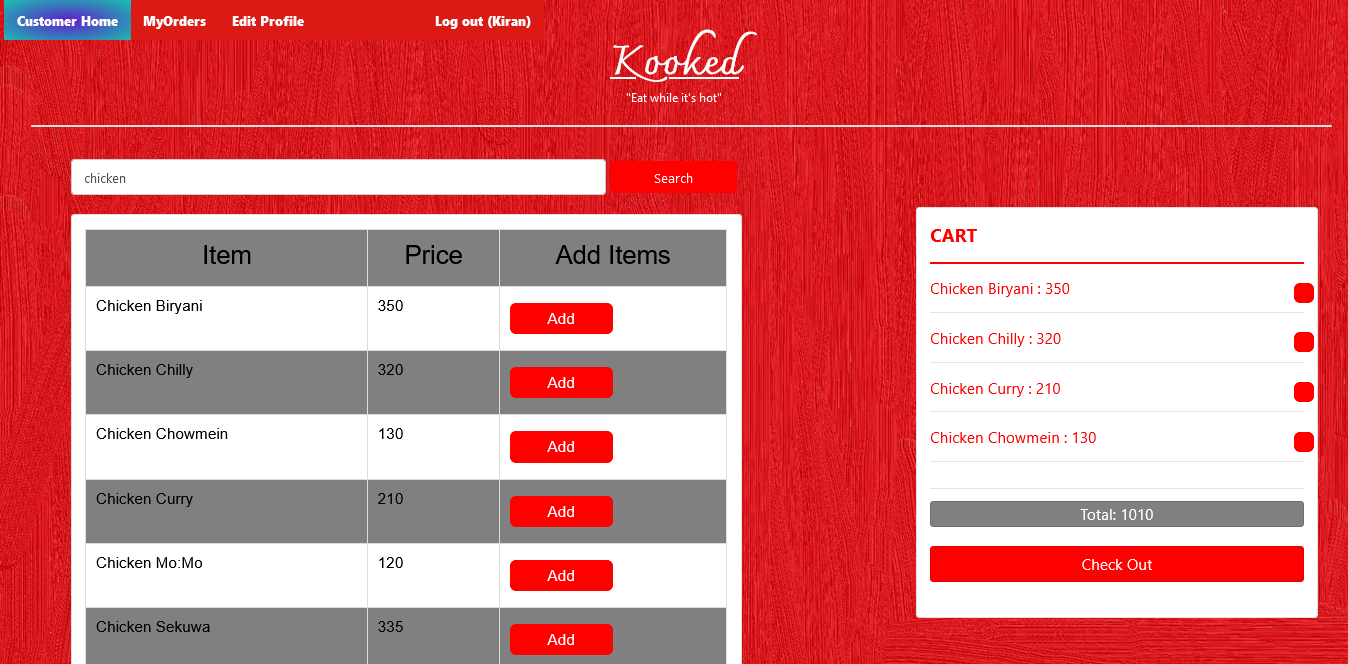 Customer Home MyOrders Edit Profile Log out (Kiran)
Kooked
"Eat while it's hot"
chicken Search
Item Price Add Items
Chicken Biryani 350 Add
Chicken Chilly 320 Add
Chicken Chowmein 130 Add
Chicken Curry 210 Add
Chicken Mo:Mo 120 Add
Chicken Sekuwa 335 Add
CART
Chicken Biryani : 350
Chicken Chilly : 320
Chicken Curry : 210
Chicken Chowmein : 130
Total: 1010
Check Out